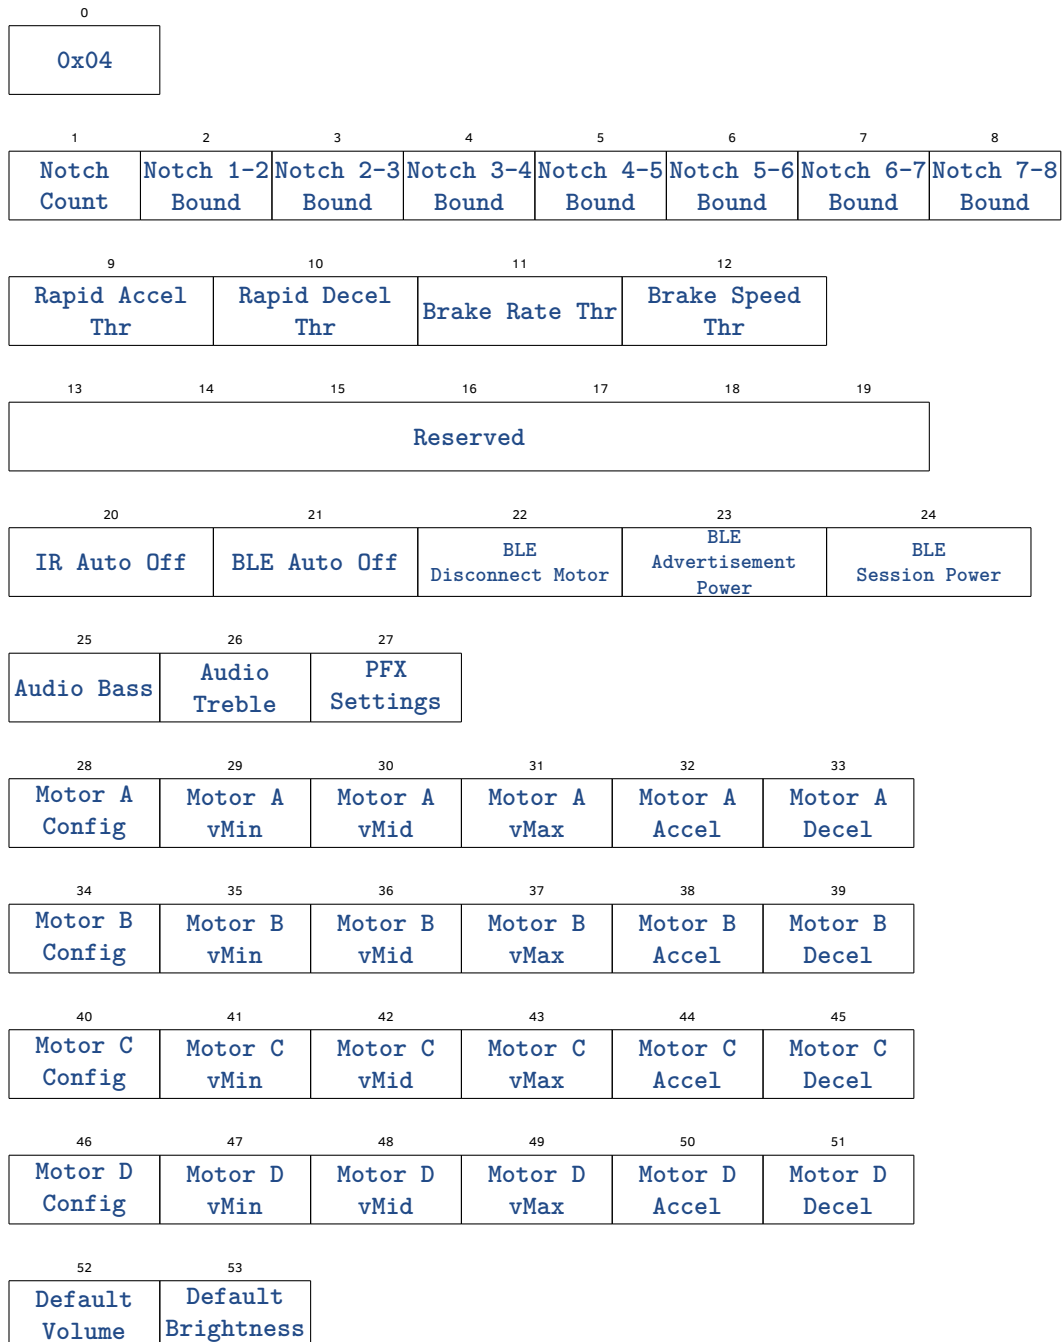 0
0x04
1 2 3 4 5 6 7 8
Notch Notch 1-2 Notch 2-3 Notch 3-4 Notch 4-5 Notch 5-6 Notch 6-7 Notch 7-8
Count Bound Bound Bound Bound Bound Bound Bound
9 10 11 12
Rapid Accel Rapid Decel Brake Rate Thr Brake Speed
Thr Thr Thr
13 14 15 16 17 18 19
Reserved
20 21 22 23 24
IR Auto Off BLE Auto Off BLE BLE BLE
Disconnect Motor Advertisement Session Power
Power
25 26 27
Audio Bass Audio PFX
Treble Settings
28 29 30 31 32 33
Motor A Motor A Motor A Motor A Motor A Motor A
Config vMin vMid vMax Accel Decel
34 35 36 37 38 39
Motor B Motor B Motor B Motor B Motor B Motor B
Config vMin vMid vMax Accel Decel
40 41 42 43 44 45
Motor C Motor C Motor C Motor C Motor C Motor C
Config vMin vMid vMax Accel Decel
46 47 48 49 50 51
Motor D Motor D Motor D Motor D Motor D Motor D
Config vMin vMid vMax Accel Decel
52 53
Default Default
Volume Brightness